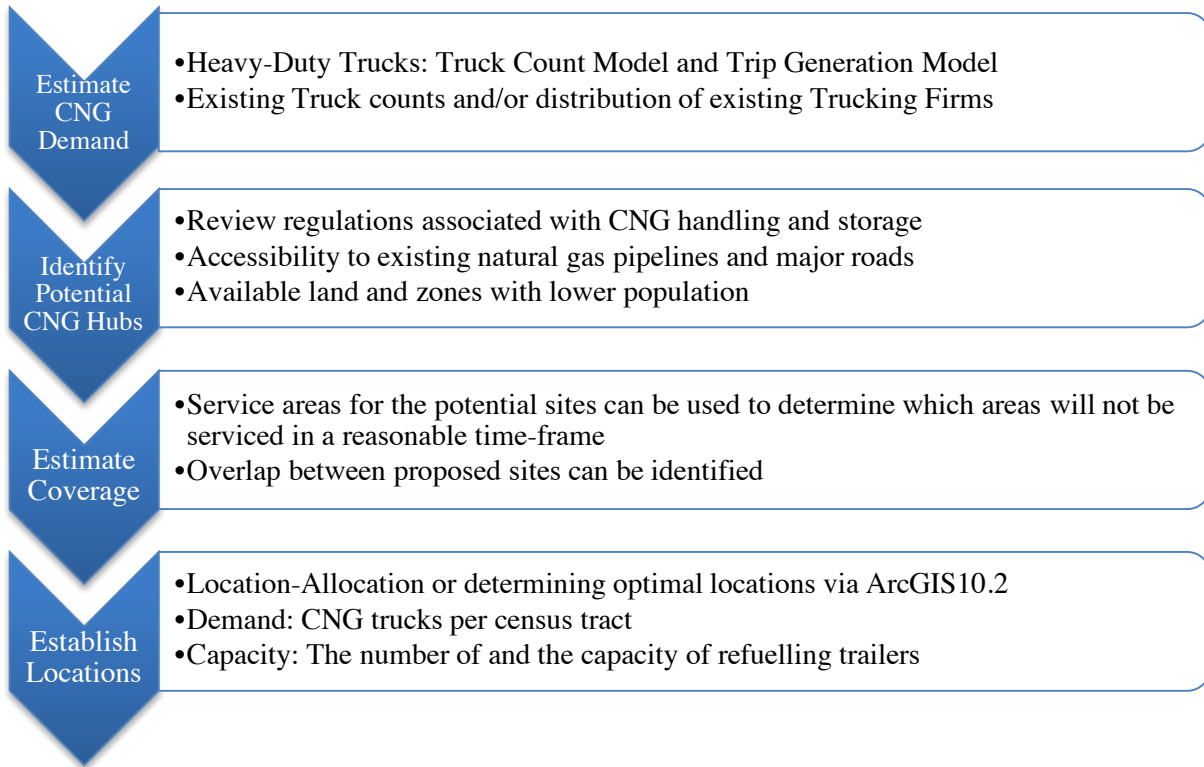 Estimate
CNG
Demand
•Heavy-Duty Trucks: Truck Count Model and Trip Generation Model
•Existing Truck counts and/or distribution of existing Trucking Firms
Identify
Potential
CNG Hubs
•Review regulations associated with CNG handling and storage
•Accessibility to existing natural gas pipelines and major roads
•Available land and zones with lower population
Estimate
Coverage
•Service areas for the potential sites can be used to determine which areas will not be
serviced in a reasonable time-frame
•Overlap between proposed sites can be identified
Establish
Locations
•Location-Allocation or determining optimal locations via ArcGIS10.2
•Demand: CNG trucks per census tract
•Capacity: The number of and the capacity of refuelling trailers